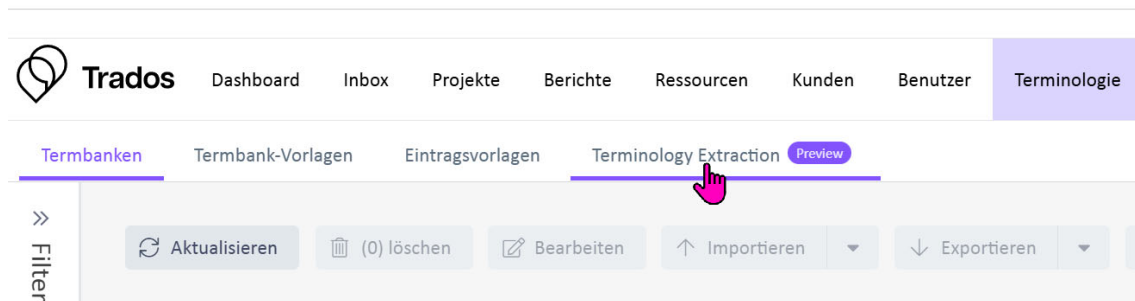 Trados Dashboard Inbox Projekte Berichte Ressourcen Kunden Benutzer Terminologie
Termbanken Termbank-Vorlagen Eintragsvorlagen Terminology Extraction Preview
Filter
Aktualisieren (0) löschen Bearbeiten Importieren Exportieren